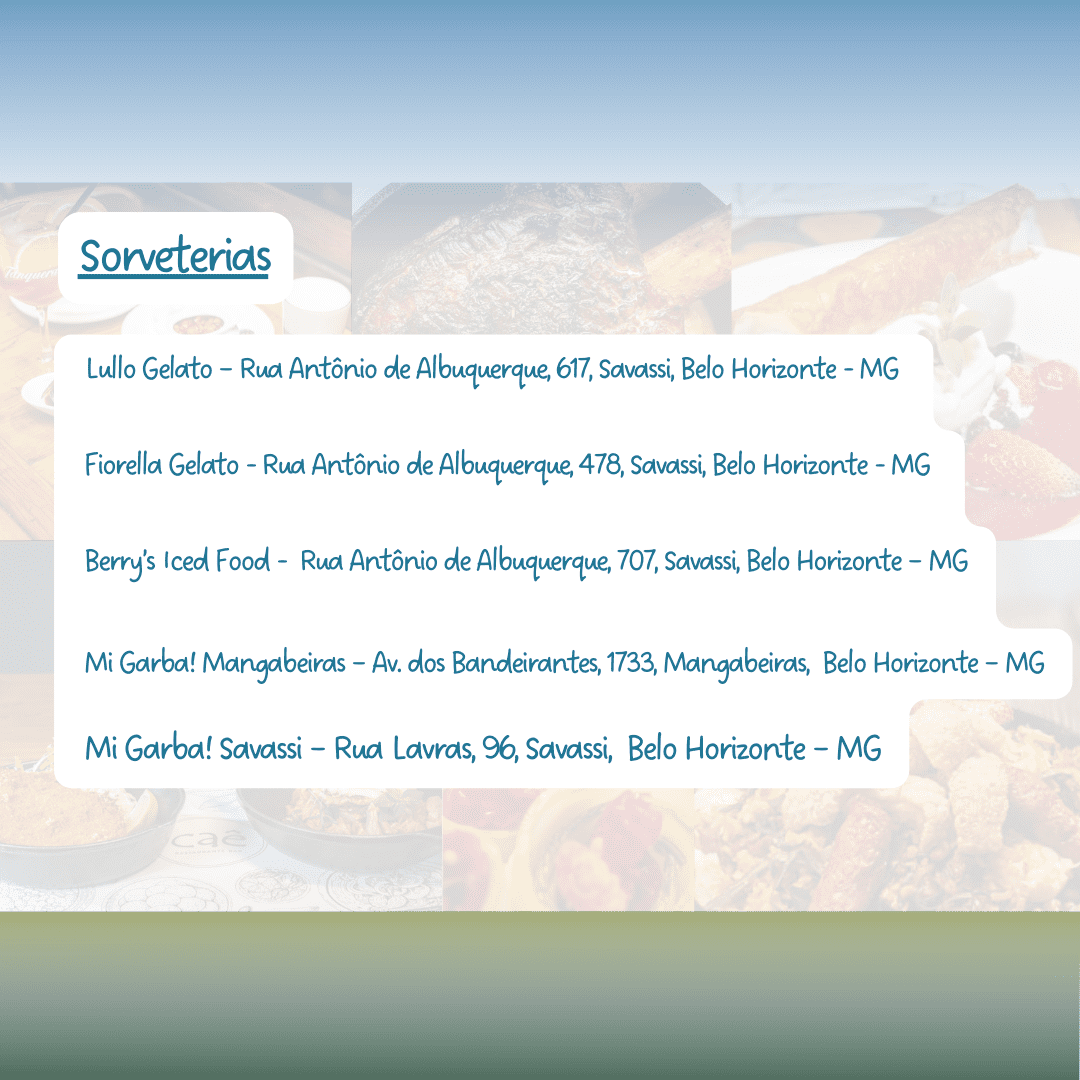 Sorveterias
Lullo Gelato – Rua Antônio de Albuquerque, 617, Savassi, Belo Horizonte - MG
Fiorella Gelato - Rua Antônio de Albuquerque, 478, Savassi, Belo Horizonte - MG
Berry's Iced Food - Rua Antônio de Albuquerque, 707, Savassi, Belo Horizonte – MG
Mi Garba! Mangabeiras – Av. dos Bandeirantes, 1733, Mangabeiras, Belo Horizonte – MG
Mi Garba! Savassi – Rua Lavras, 96, Savassi, Belo Horizonte – MG
caê